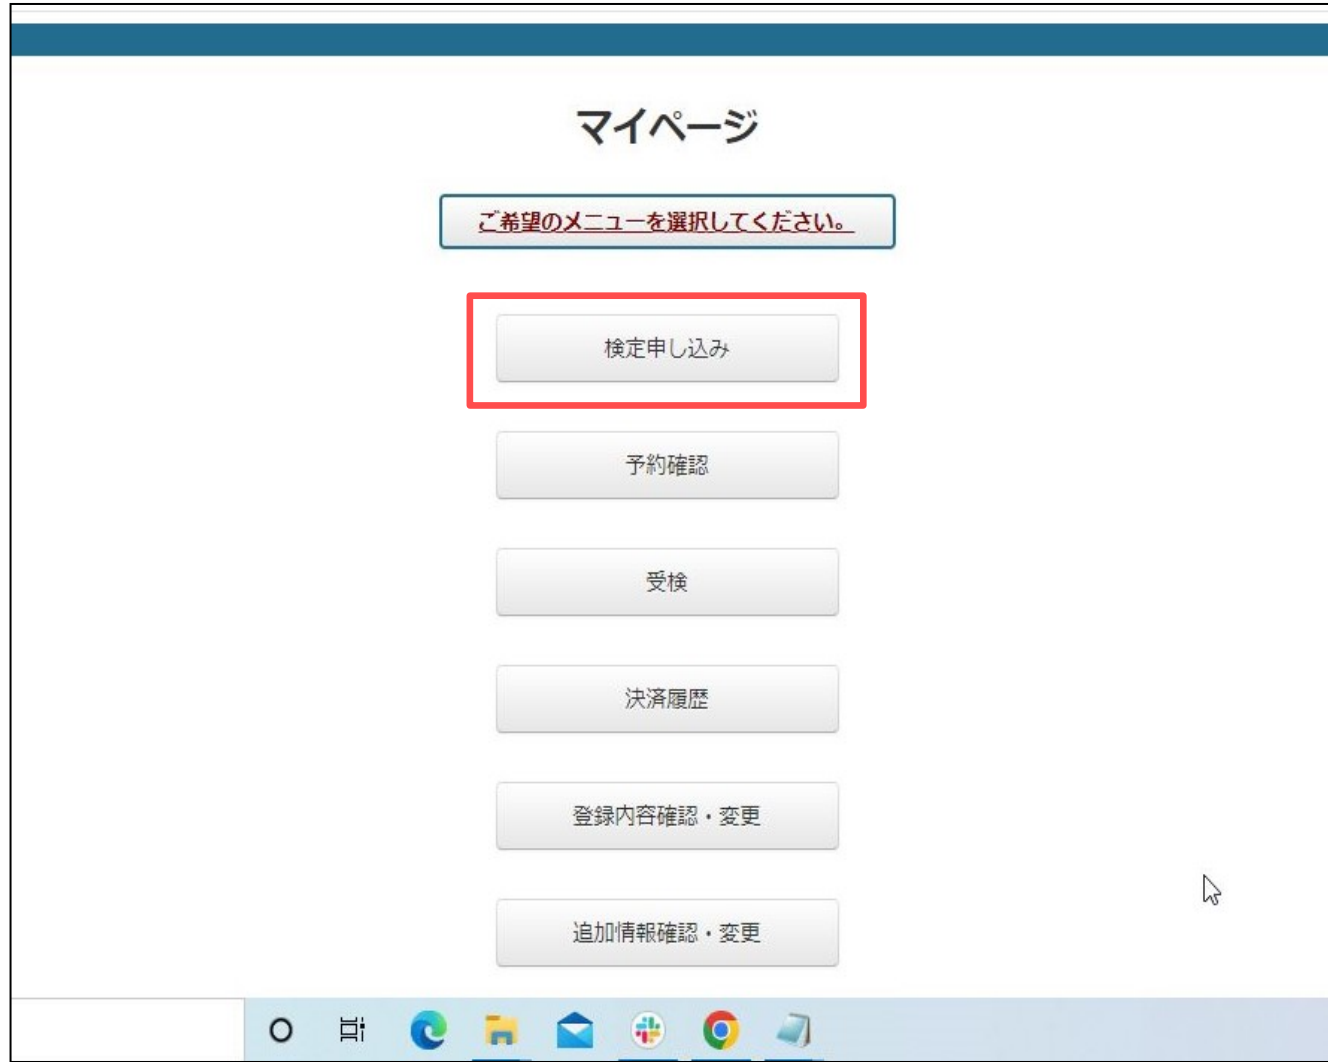 マイページ
ご希望のメニューを選択してください。
検定申し込み
予約確認
受検
決済履歴
登録内容確認・変更
追加情報確認・変更